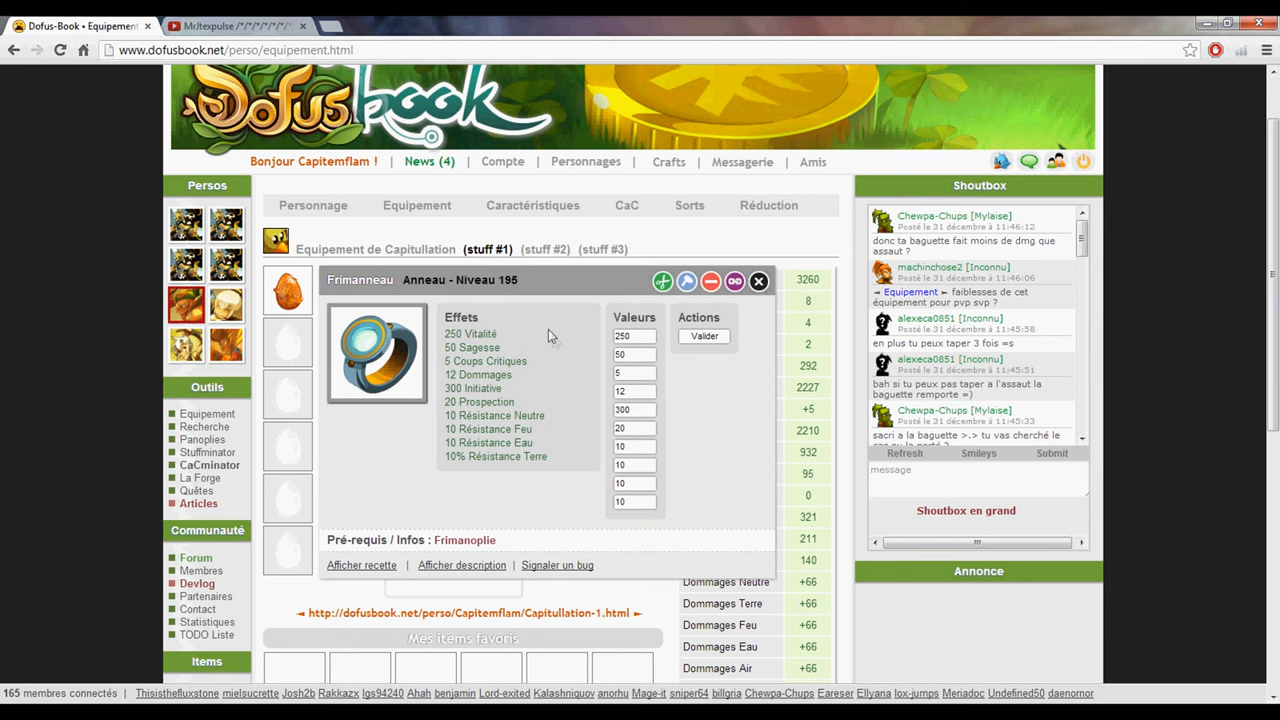 Dofus-Book • Equipement
MrJtexpulse /*/*/*/*/*/*/
www.dofusbook.net/perso/equipement.html
Dofus book
Bonjour Capitemflam ! | News (4) | Compte | Personnages | Crafts | Messagerie | Amis
Persos
Outils
Equipement
Recherche
Panoplies
Stuffminator
CaCminator
La Forge
Quêtes
Articles
Communauté
Forum
Membres
Devlog
Partenaires
Contact
Statistiques
TODO Liste
Items
Personnage Equipement Caractéristiques CaC Sorts Réduction
Equipement de Capitullation (stuff #1) (stuff #2) (stuff #3)
Frimanneau Anneau - Niveau 195
Effets Valeurs Actions
250 Vitalité 250 Valider
50 Sagesse 50
5 Coups Critiques 5
12 Dommages 12
300 Initiative 300
20 Prospection 20
10 Résistance Neutre 10
10 Résistance Feu 10
10 Résistance Eau 10
10% Résistance Terre 10
Pré-requis / Infos : Frimanoplie
Afficher recette | Afficher description | Signaler un bug
3260
8
4
2
292
2227
+5
2210
932
95
0
321
211
140
Dommages Neutre +66
Dommages Terre +66
Dommages Feu +66
Dommages Eau +66
Dommages Air +66
◄ http://dofusbook.net/perso/Capitemflam/Capitullation-1.html ►
Mes items favoris
Shoutbox
Chewpa-Chups [Mylaise]
Posté le 31 décembre à 11:46:12
donc ta baguette fait moins de dmg que
assaut ?
machinchose2 [Inconnu]
Posté le 31 décembre à 11:46:06
◄ Equipement ► faiblesses de cet
équipement pour pvp svp ?
alexeca0851 [Inconnu]
Posté le 31 décembre à 11:45:58
en plus tu peux taper 3 fois =s
alexeca0851 [Inconnu]
Posté le 31 décembre à 11:45:51
bah si tu peux pas taper a l'assaut la
baguette remporte =)
Chewpa-Chups [Mylaise]
Posté le 31 décembre à 11:45:33
sacri a la baguette >.> tu vas cherché le
Refresh Smileys Submit
message
Shoutbox en grand
Annonce
165 membres connectés | Thisisthefluxstone mielsucrette Josh2b Rakkazx lgs94240 Ahah benjamin Lord-exited Kalashniquov anorhu Mage-it sniper64 billgria Chewpa-Chups Eareser Ellyana lox-jumps Meriadoc Undefined50 daenornor